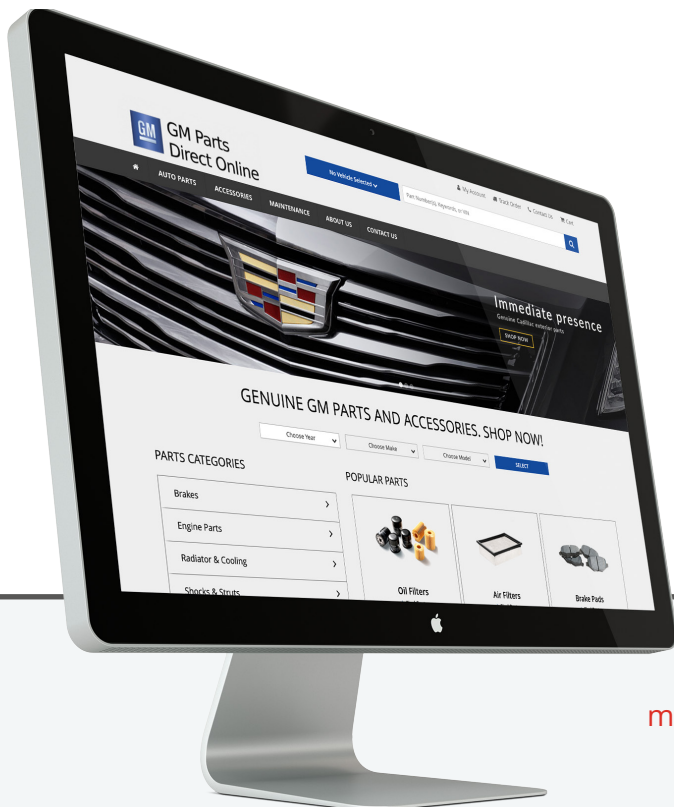 GM
GM Parts
Direct Online
No Vehicle Selected
My Account Track Order Contact Us Cart
Part Number(s), Keywords, or VIN
AUTO PARTS ACCESSORIES MAINTENANCE ABOUT US CONTACT US
Immediate presence
Genuine Cadillac exterior parts
SHOP NOW
GENUINE GM PARTS AND ACCESSORIES. SHOP NOW!
Choose Year Choose Make Choose Model SELECT
PARTS CATEGORIES
Brakes
Engine Parts
Radiator & Cooling
Shocks & Struts
POPULAR PARTS
Oil Filters
Air Filters
Brake Pads
m